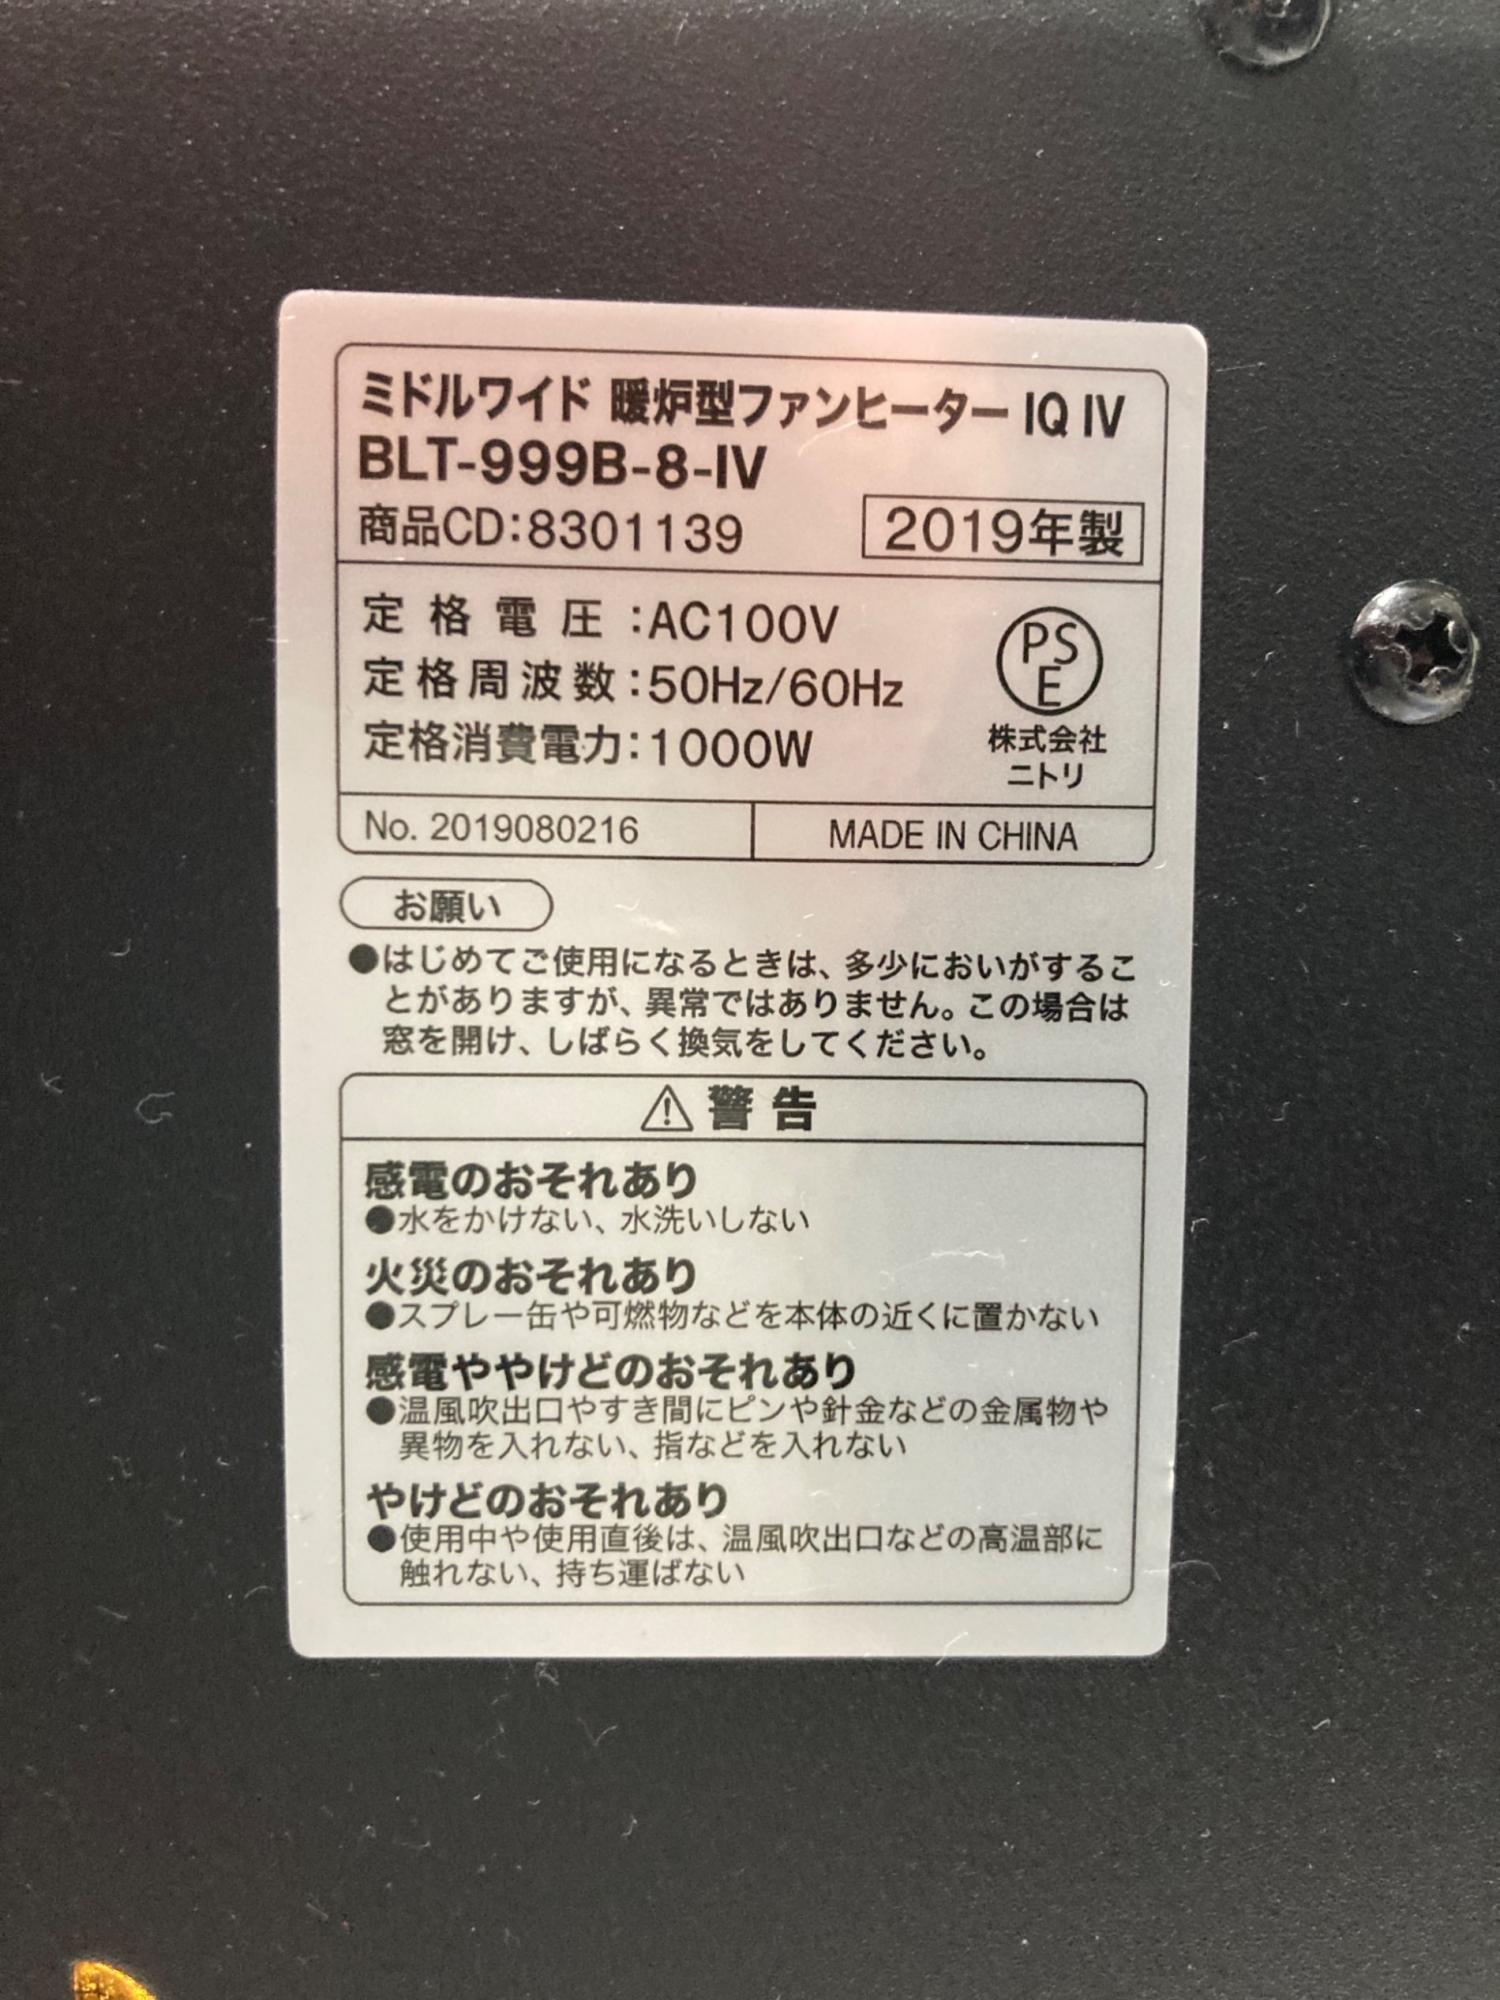 ミドルワイド 暖炉型ファンヒーター IQ IV
BLT-999B-8-IV
商品CD:8301139
2019年製
定格電圧:AC100V
定格周波数:50Hz/60Hz
定格消費電力:1000W
PS
E
株式会社
ニトリ
No. 2019080216
MADE IN CHINA
お願い
●はじめてご使用になるときは、多少においがするこ
とがありますが、異常ではありません。この場合は
窓を開け、しばらく換気をしてください。
⚠警告
感電のおそれあり
●水をかけない、水洗いしない
火災のおそれあり
●スプレー缶や可燃物などを本体の近くに置かない
感電ややけどのおそれあり
●温風吹出口やすき間にピンや針金などの金属物や
異物を入れない、指などを入れない
やけどのおそれあり
●使用中や使用直後は、温風吹出口などの高温部に
触れない、持ち運ばない